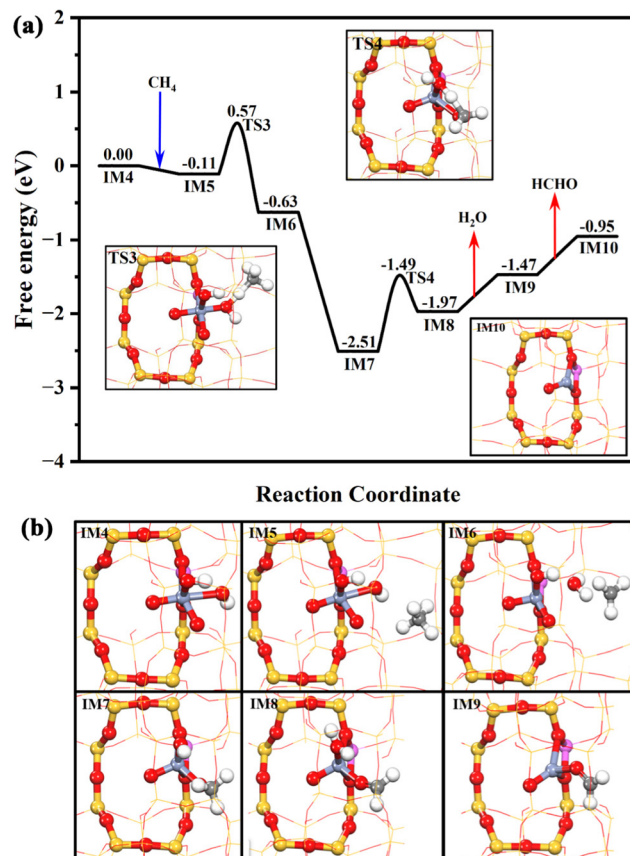 (a)
2
1
0
−1
−2
−3
−4
Free energy (eV)
CH₄
0.00
IM4
−0.11
IM5
0.57
TS3
−0.63
IM6
−2.51
IM7
−1.49
TS4
−1.97
IM8
H₂O
−1.47
IM9
HCHO
−0.95
IM10
TS4
TS3
IM10
Reaction Coordinate
(b)
IM4
IM5
IM6
IM7
IM8
IM9